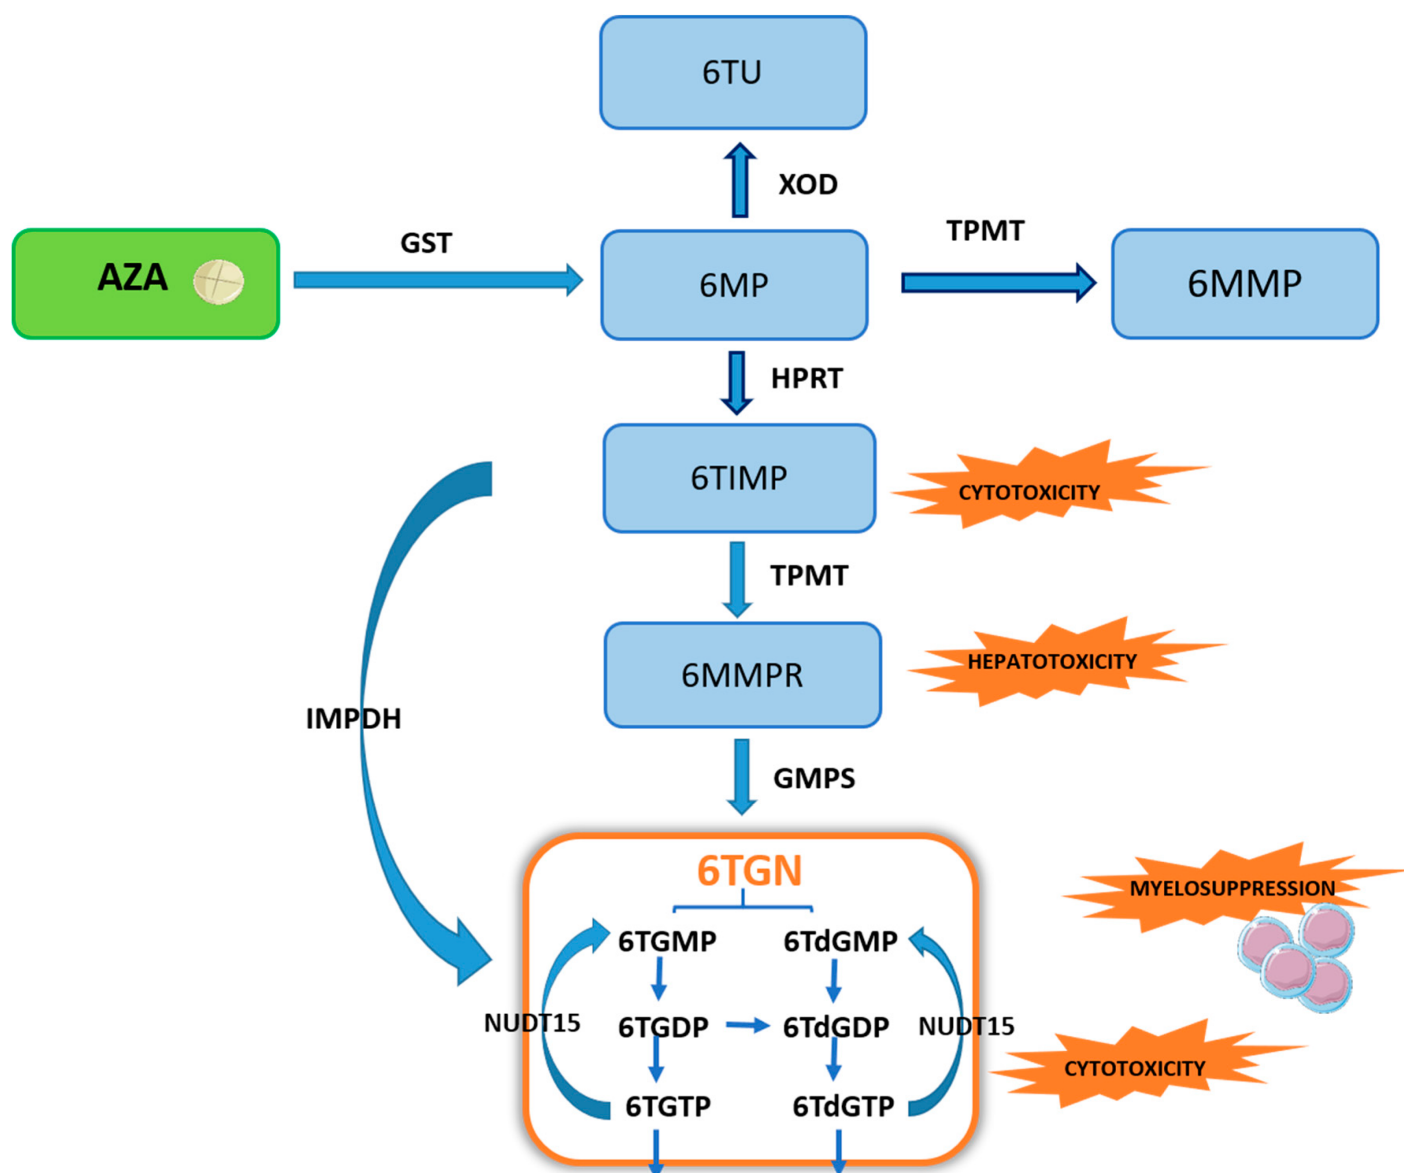 6TU
XOD
AZA
GST
6MP
TPMT
6MMP
HPRT
6TIMP
CYTOTOXICITY
TPMT
6MMPR
HEPATOTOXICITY
IMPDH
GMPS
6TGN
MYELOSUPPRESSION
6TGMP
6TdGMP
NUDT15
6TGDP
6TdGDP
NUDT15
CYTOTOXICITY
6TGTP
6TdGTP